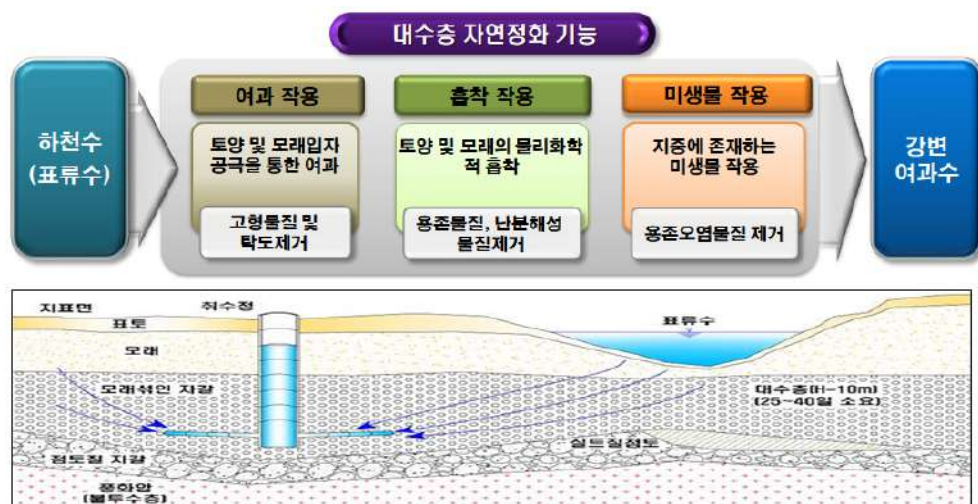 대수층 자연정화 기능
하천수
(표류수)
여과 작용
토양 및 모래입자
공극을 통한 여과
고형물질 및
탁도제거
흡착 작용
토양 및 모래의 물리화학
적 흡착
용존물질, 난분해성
물질제거
미생물 작용
지중에 존재하는
미생물 작용
용존오염물질 제거
강변
여과수
지표면
취수정
표토
표류수
모래
모래섞인 자갈
대수층(H-10m)
(25~40일 소요)
실트질점토
점토질 자갈
풍화암
(불투수층)